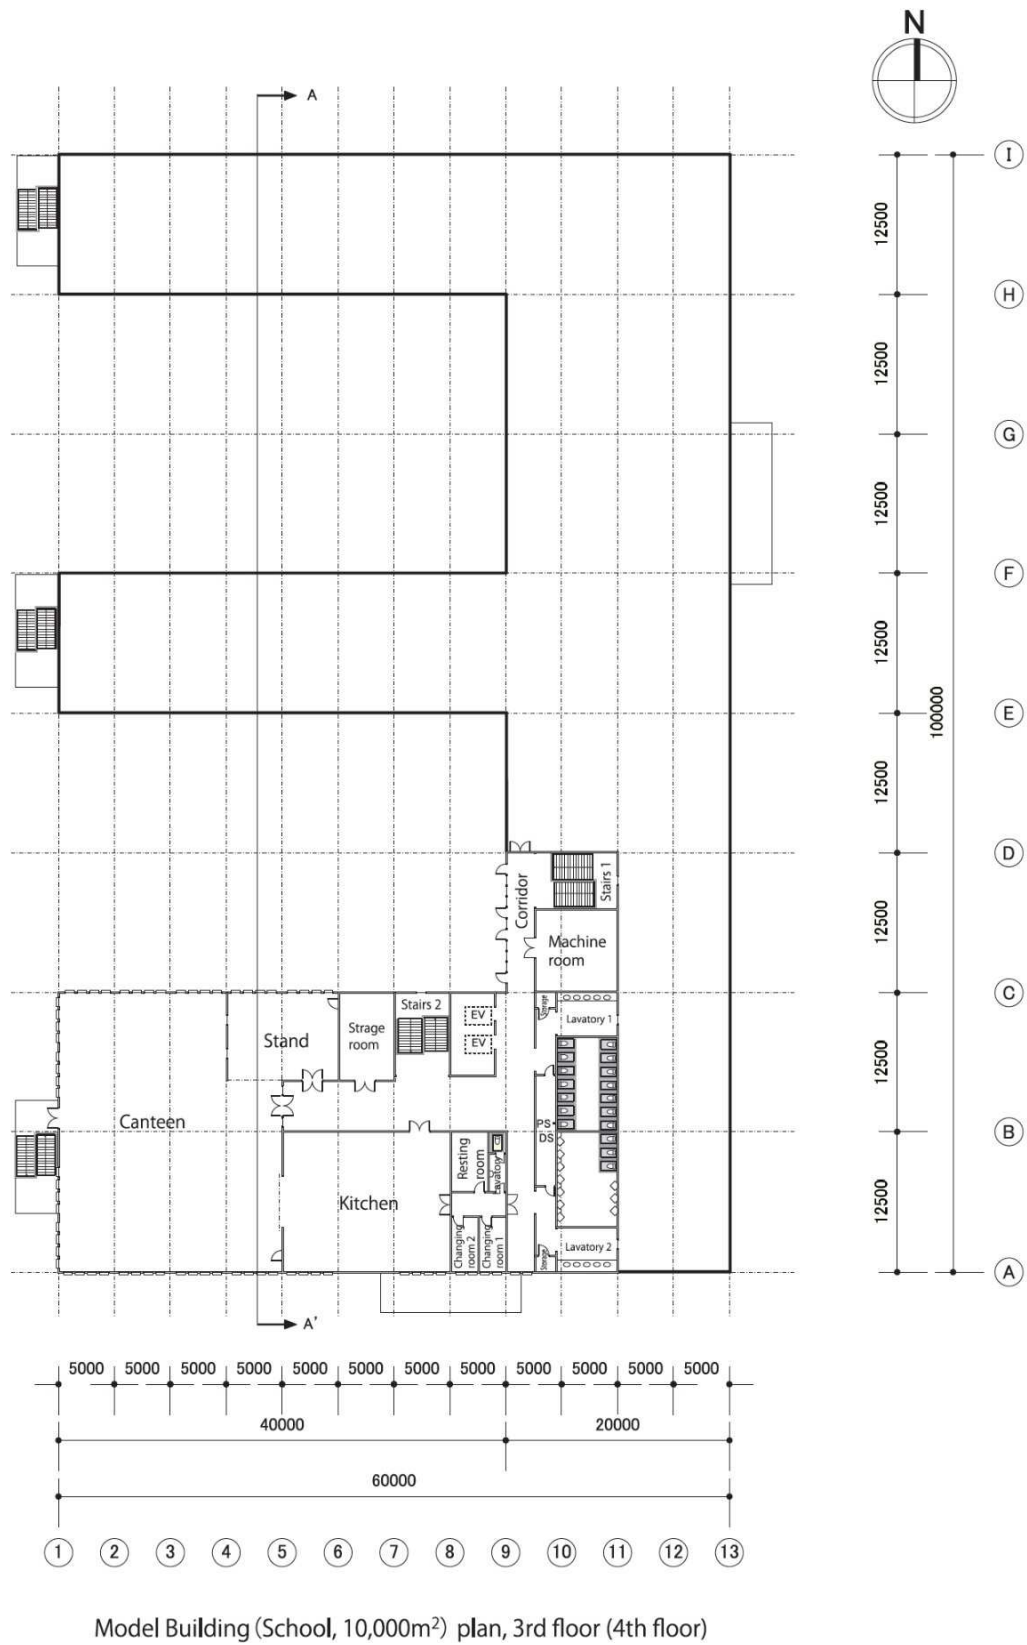 N
A
I
12500
H
12500
G
12500
F
12500
E
100000
12500
D
Corridor
Stairs 1
12500
Machine
room
C
Stairs 2
EV
EV
Storage
Lavatory 1
Stand
Strage
room
12500
Canteen
PS
DS
B
Resting
room
Lavatory
Kitchen
12500
Changing
room 2
Changing
room 1
Storage
Lavatory 2
A
A'
5000 5000 5000 5000 5000 5000 5000 5000 5000 5000 5000 5000
40000 20000
60000
1 2 3 4 5 6 7 8 9 10 11 12 13
Model Building (School, 10,000m²) plan, 3rd floor (4th floor)